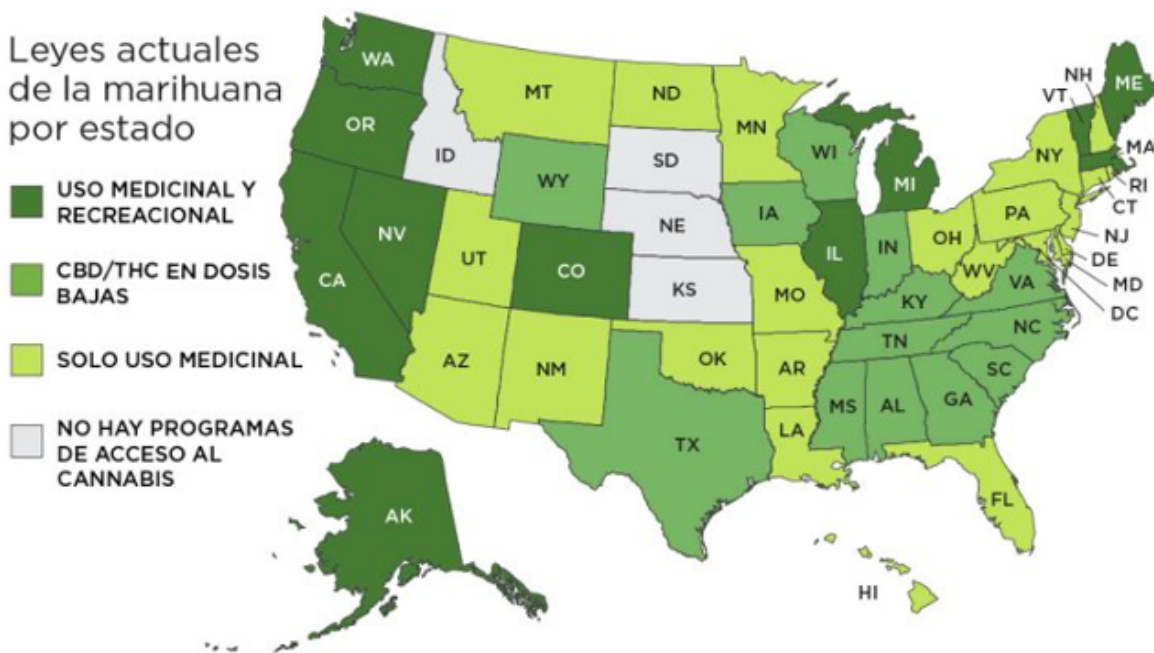 Leyes actuales
de la marihuana
por estado
USO MEDICINAL Y
RECREACIONAL
CBD/THC EN DOSIS
BAJAS
SOLO USO MEDICINAL
NO HAY PROGRAMAS
DE ACCESO AL
CANNABIS
WA
OR
CA
NV
ID
MT
WY
UT
CO
AZ
NM
ND
SD
NE
KS
OK
TX
MN
IA
MO
AR
LA
WI
IL
MI
IN
OH
KY
TN
MS
AL
GA
FL
SC
NC
VA
WV
PA
NY
VT
NH
ME
MA
RI
CT
NJ
DE
MD
DC
AK
HI